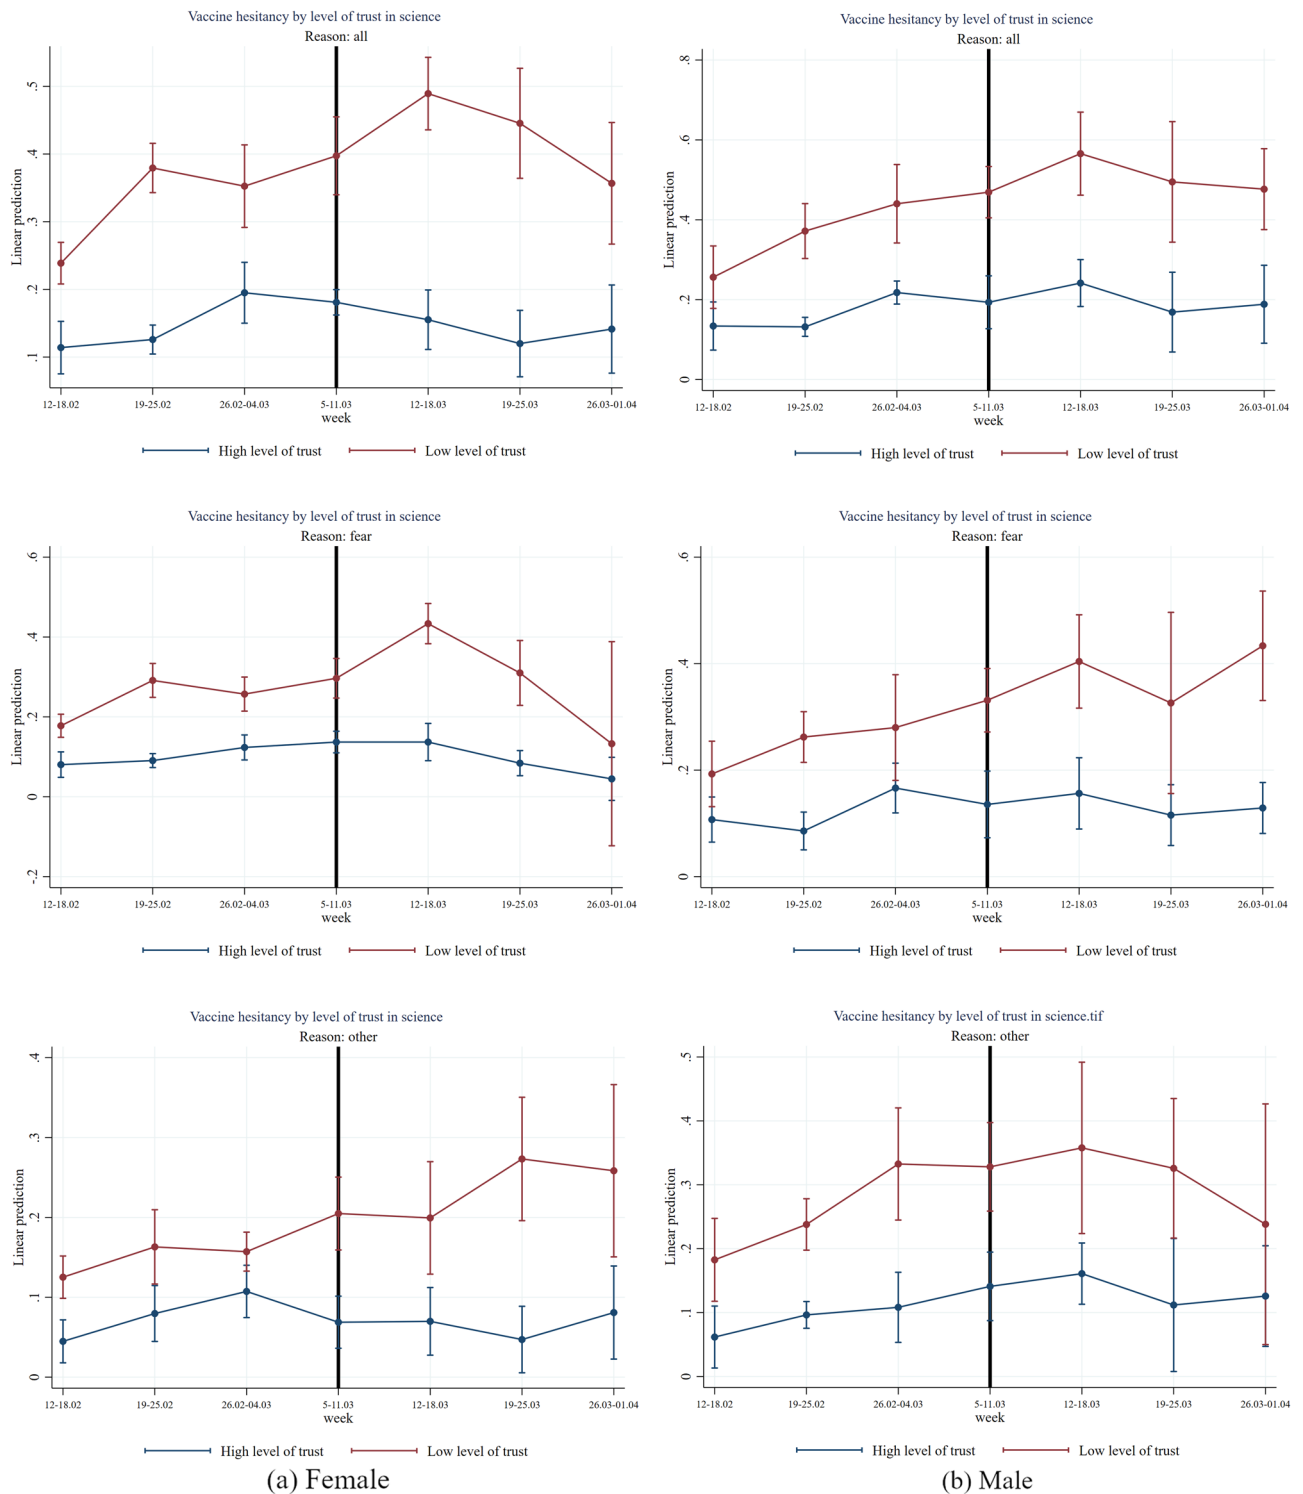 Vaccine hesitancy by level of trust in science
Reason: all
Linear prediction
.5
.4
.3
.2
.1
12-18.02 19-25.02 26.02-04.03 5-11.03 12-18.03 19-25.03 26.03-01.04
week
High level of trust Low level of trust
Vaccine hesitancy by level of trust in science
Reason: all
Linear prediction
.8
.6
.4
.2
0
12-18.02 19-25.02 26.02-04.03 5-11.03 12-18.03 19-25.03 26.03-01.04
week
High level of trust Low level of trust
Vaccine hesitancy by level of trust in science
Reason: fear
Linear prediction
.6
.4
.2
0
-.2
12-18.02 19-25.02 26.02-04.03 5-11.03 12-18.03 19-25.03 26.03-01.04
week
High level of trust Low level of trust
Vaccine hesitancy by level of trust in science
Reason: fear
Linear prediction
.6
.4
.2
0
12-18.02 19-25.02 26.02-04.03 5-11.03 12-18.03 19-25.03 26.03-01.04
week
High level of trust Low level of trust
Vaccine hesitancy by level of trust in science
Reason: other
Linear prediction
.4
.3
.2
.1
0
12-18.02 19-25.02 26.02-04.03 5-11.03 12-18.03 19-25.03 26.03-01.04
week
High level of trust Low level of trust
(a) Female
Vaccine hesitancy by level of trust in science.tif
Reason: other
Linear prediction
.5
.4
.3
.2
.1
0
12-18.02 19-25.02 26.02-04.03 5-11.03 12-18.03 19-25.03 26.03-01.04
week
High level of trust Low level of trust
(b) Male